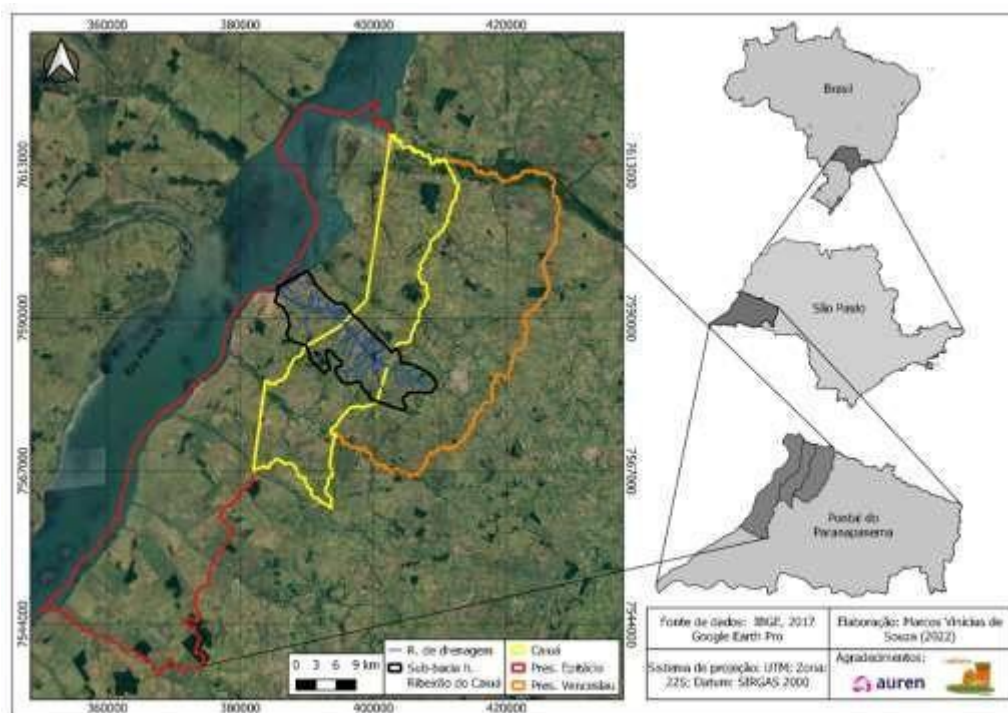 360000 380000 400000 420000
7613000
7613000
7590000
7590000
7567000
7567000
7544000
7544000
Rio Paraná
Brasil
São Paulo
Pontal do
Paranapanema
0 3 6 9 km
R. de drenagem
Sub-bacia h.
Ribeirão do Caiuá
Caiuá
Pres. Epitácio
Pres. Venceslau
360000 380000 400000 420000
Fonte de dados: IBGE, 2017
Google Earth Pro
Elaboração: Marcos Vinicius de
Souza (2022)
Sistema de projeção: UTM; Zona:
22S; Datum: SIRGAS 2000
Agradecimentos:
auren